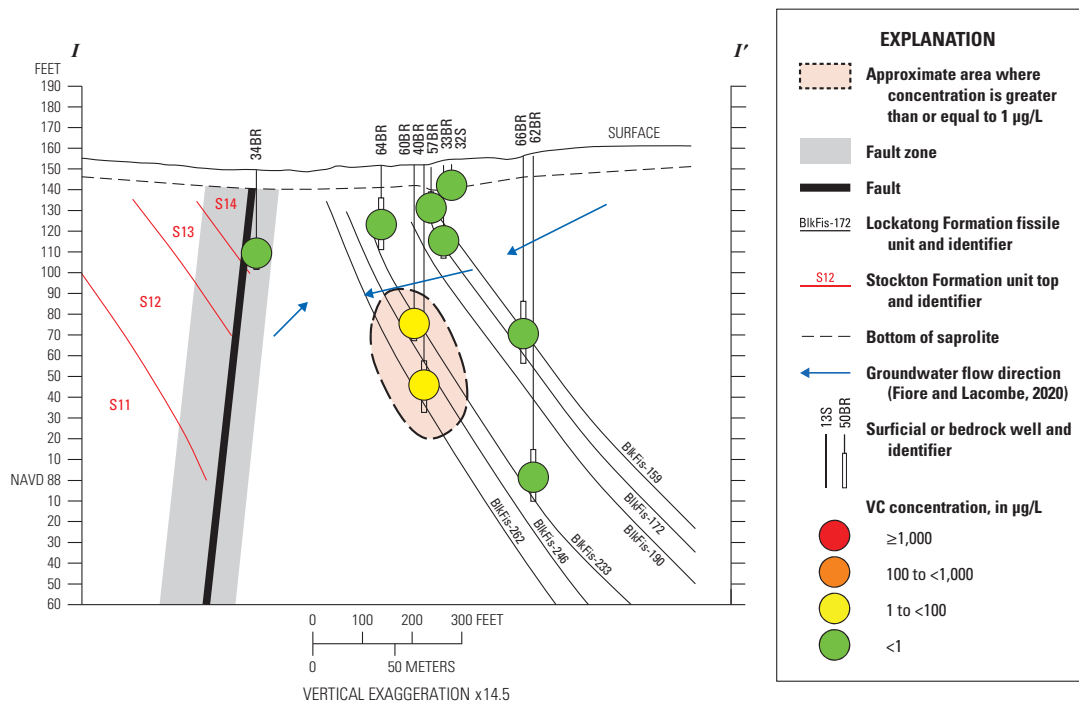 I
I'
FEET
190
180
170
160
150
140
130
120
110
100
90
80
70
60
50
40
30
20
10
NAVD 88
10
20
30
40
50
60
34BR
64BR
60BR
40BR
57BR
33BR
32S
66BR
62BR
SURFACE
S14
S13
S12
S11
BlkFis-159
BlkFis-172
BlkFis-190
BlkFis-233
BlkFis-246
BlkFis-262
0 100 200 300 FEET
0 50 METERS
VERTICAL EXAGGERATION x14.5
EXPLANATION
Approximate area where
concentration is greater
than or equal to 1 µg/L
Fault zone
Fault
BlkFis-172
Lockatong Formation fissile
unit and identifier
S12
Stockton Formation unit top
and identifier
Bottom of saprolite
Groundwater flow direction
(Fiore and Lacombe, 2020)
13S
50BR
Surficial or bedrock well and
identifier
VC concentration, in µg/L
≥1,000
100 to <1,000
1 to <100
<1